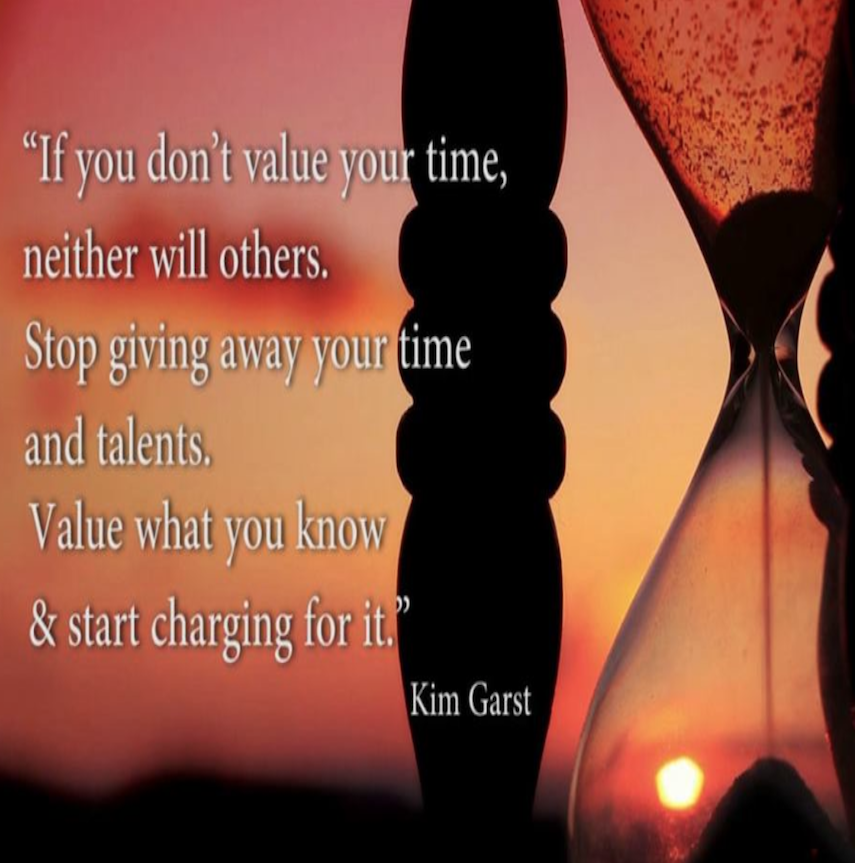 “If you don’t value your time,
neither will others.
Stop giving away your time
and talents.
Value what you know
& start charging for it.”
Kim Garst